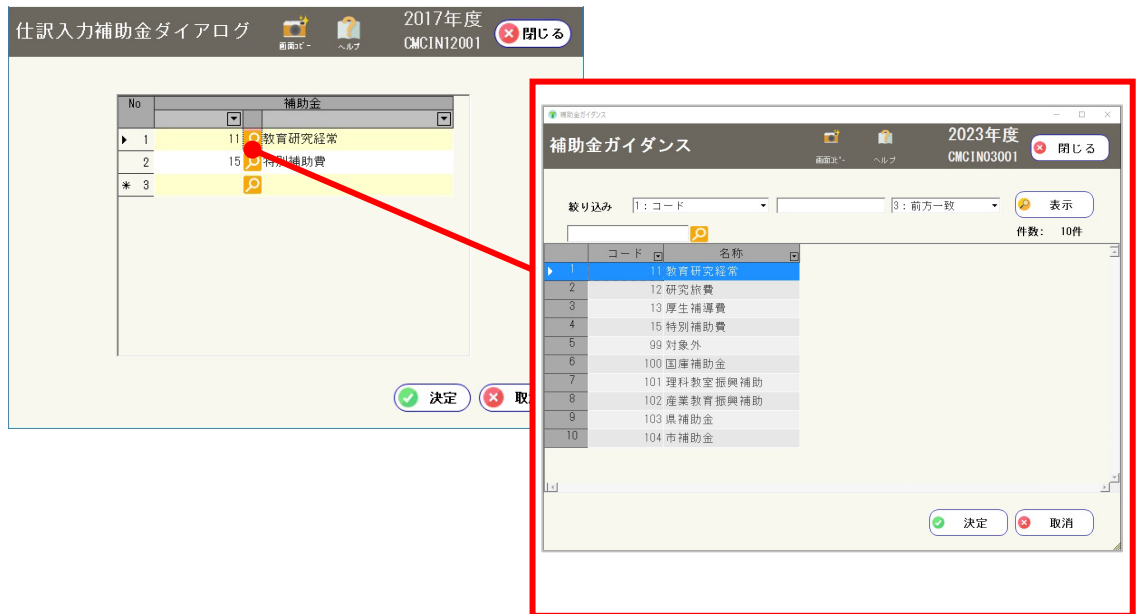 仕訳入力補助金ダイアログ
画面ｺﾋﾟｰ
ヘルプ
2017年度
CMCIN12001
閉じる
No 補助金
1 11 教育研究経常
2 15 特別補助費
3
決定
取
補助金ガイダンス
補助金ガイダンス
画面ｺﾋﾟｰ
ヘルプ
2023年度
CMCIN03001
閉じる
絞り込み 1：コード 3：前方一致 表示
件数： 10件
コード 名称
1 11 教育研究経常
2 12 研究旅費
3 13 厚生補導費
4 15 特別補助費
5 99 対象外
6 100 国庫補助金
7 101 理科教室振興補助
8 102 産業教育振興補助
9 103 県補助金
10 104 市補助金
決定
取消